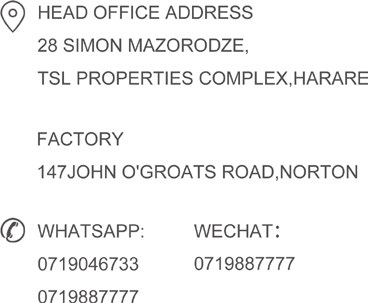 HEAD OFFICE ADDRESS
28 SIMON MAZORODZE,
TSL PROPERTIES COMPLEX,HARARE
FACTORY
147JOHN O'GROATS ROAD,NORTON
WHATSAPP: WECHAT:
0719046733 0719887777
0719887777